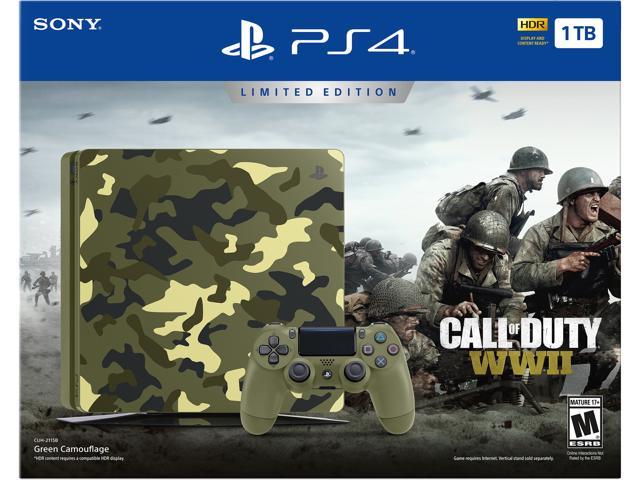 SONY
PS4
HDR
DISPLAY AND
CONTENT READY*
1TB
LIMITED EDITION
CALL OF DUTY
WWII
CUH-2115B
Green Camouflage
*HDR content requires a compatible HDR display.
Game requires Internet. Vertical stand sold separately.
MATURE 17+
M
ESRB
Online Interactions Not
Rated by the ESRB